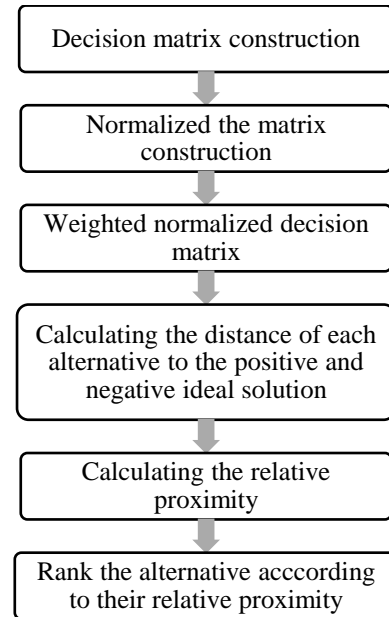 Decision matrix construction
Normalized the matrix
construction
Weighted normalized decision
matrix
Calculating the distance of each
alternative to the positive and
negative ideal solution
Calculating the relative
proximity
Rank the alternative acccording
to their relative proximity